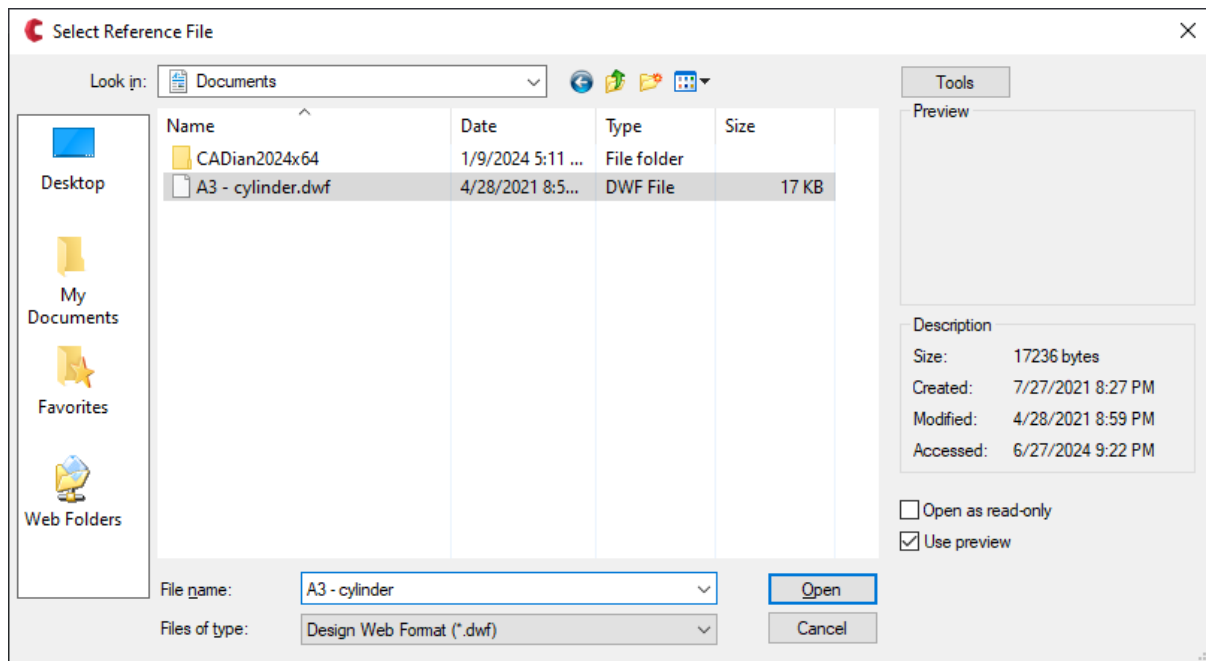 Select Reference File
Look in:
Documents
Tools
Desktop
My
Documents
Favorites
Web Folders
Name Date Type Size
CADian2024x64 1/9/2024 5:11 ... File folder
A3 - cylinder.dwf 4/28/2021 8:5... DWF File 17 KB
Preview
Description
Size: 17236 bytes
Created: 7/27/2021 8:27 PM
Modified: 4/28/2021 8:59 PM
Accessed: 6/27/2024 9:22 PM
Open as read-only
Use preview
File name: A3 - cylinder Open
Files of type: Design Web Format (*.dwf) Cancel